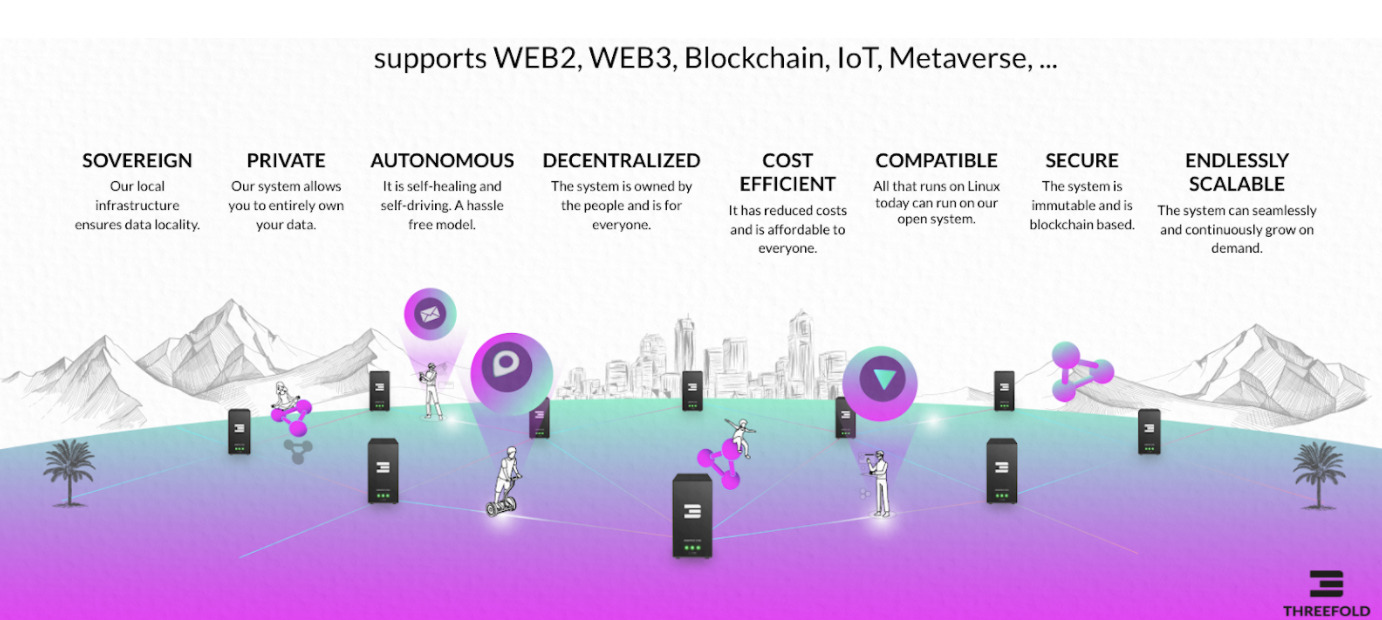 supports WEB2, WEB3, Blockchain, IoT, Metaverse, ...
SOVEREIGN
Our local
infrastructure
ensures data locality.
PRIVATE
Our system allows
you to entirely own
your data.
AUTONOMOUS
It is self-healing and
self-driving. A hassle
free model.
DECENTRALIZED
The system is owned by
the people and is for
everyone.
COST
EFFICIENT
It has reduced costs
and is affordable to
everyone.
COMPATIBLE
All that runs on Linux
today can run on our
open system.
SECURE
The system is
immutable and is
blockchain based.
ENDLESSLY
SCALABLE
The system can seamlessly
and continuously grow on
demand.
THREEFOLD